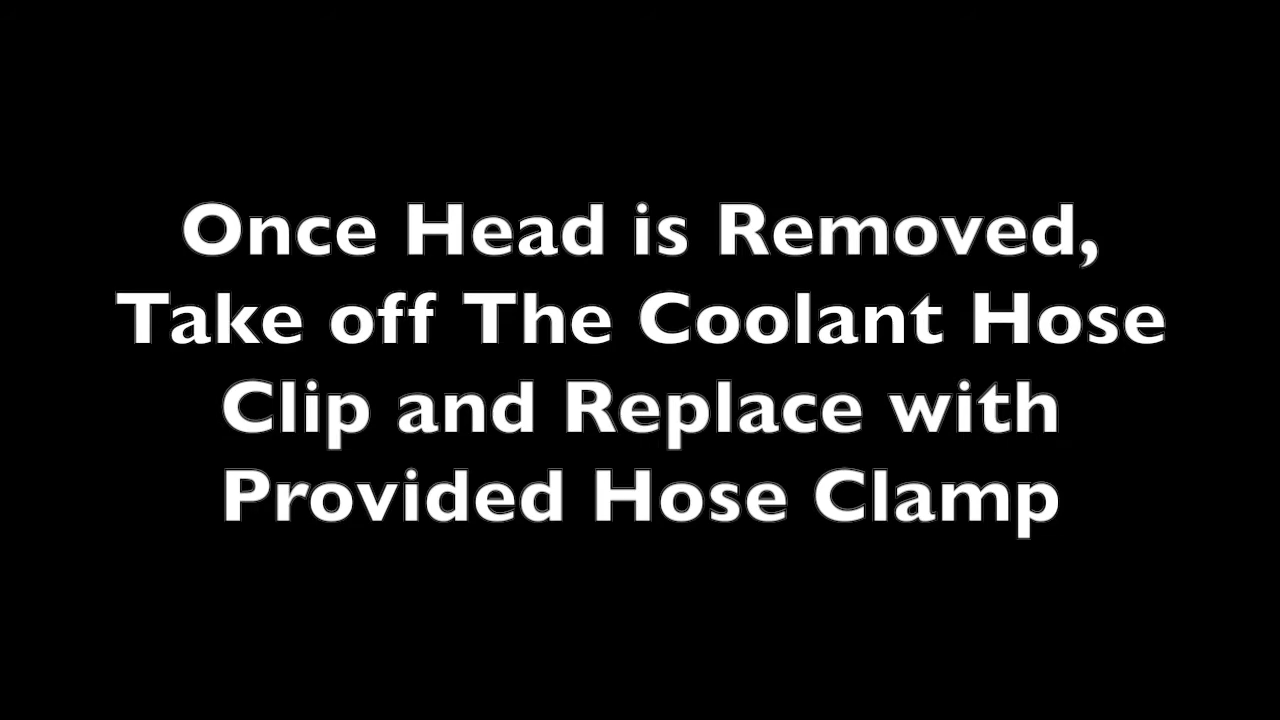 Once Head is Removed,
Take off The Coolant Hose
Clip and Replace with
Provided Hose Clamp